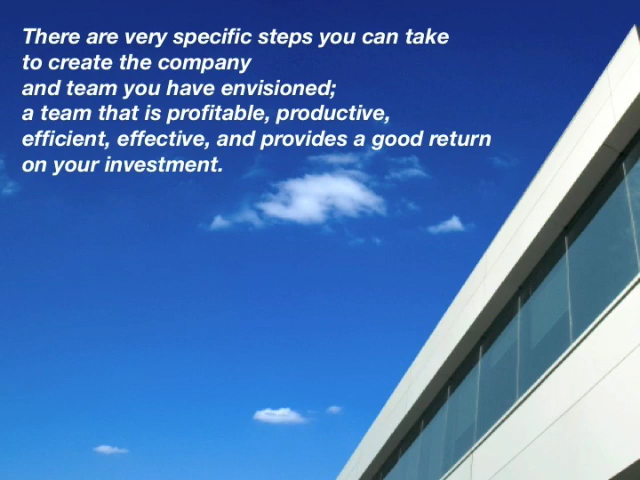 There are very specific steps you can take
to create the company
and team you have envisioned;
a team that is profitable, productive,
efficient, effective, and provides a good return
on your investment.